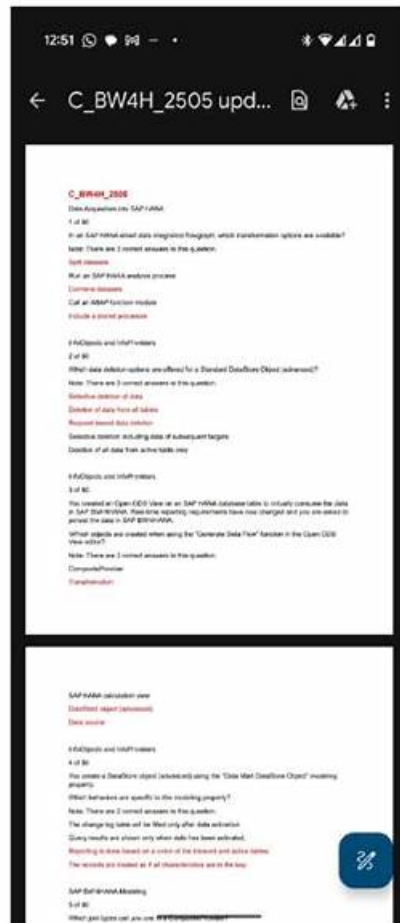 12:51
C_BW4H_2505 upd...
C_BW4H_2505
Data Acquisition into SAP HANA
1 of 80
In an SAP HANA smart data integration flowgraph, which transformation options are available?
Note: There are 3 correct answers to this question.
Split datasets
Run an SAP HANA analysis process
Combine datasets
Call an ABAP function module
Include a stored procedure
InfoObjects and InfoProviders
2 of 80
Which data deletion options are offered for a Standard DataStore Object (advanced)?
Note: There are 3 correct answers to this question.
Selective deletion of data
Deletion of data from all tables
Request-based data deletion
Selective deletion including data of subsequent targets
Deletion of all data from active table only
InfoObjects and InfoProviders
3 of 80
You created an Open ODS View on an SAP HANA database table to virtually consume the data
in SAP BW/4HANA. Real-time reporting requirements have now changed and you are asked to
persist the data in SAP BW/4HANA.
Which objects are created when using the "Generate Data Flow" function in the Open ODS
View editor?
Note: There are 3 correct answers to this question.
CompositeProvider
Transformation
SAP HANA calculation view
DataStore object (advanced)
Data source
InfoObjects and InfoProviders
4 of 80
You create a DataStore object (advanced) using the "Data Mart DataStore Object" modeling
property.
Which behaviors are specific to this modeling property?
Note: There are 2 correct answers to this question.
The change log table will be filled only after data activation
Query results are shown only when data has been activated.
Reporting is done based on a union of the inbound and active tables
The records are treated as if all characteristics are in the key
SAP BW/4HANA Modeling
5 of 80
Which join types can you use in a Composite Provider?